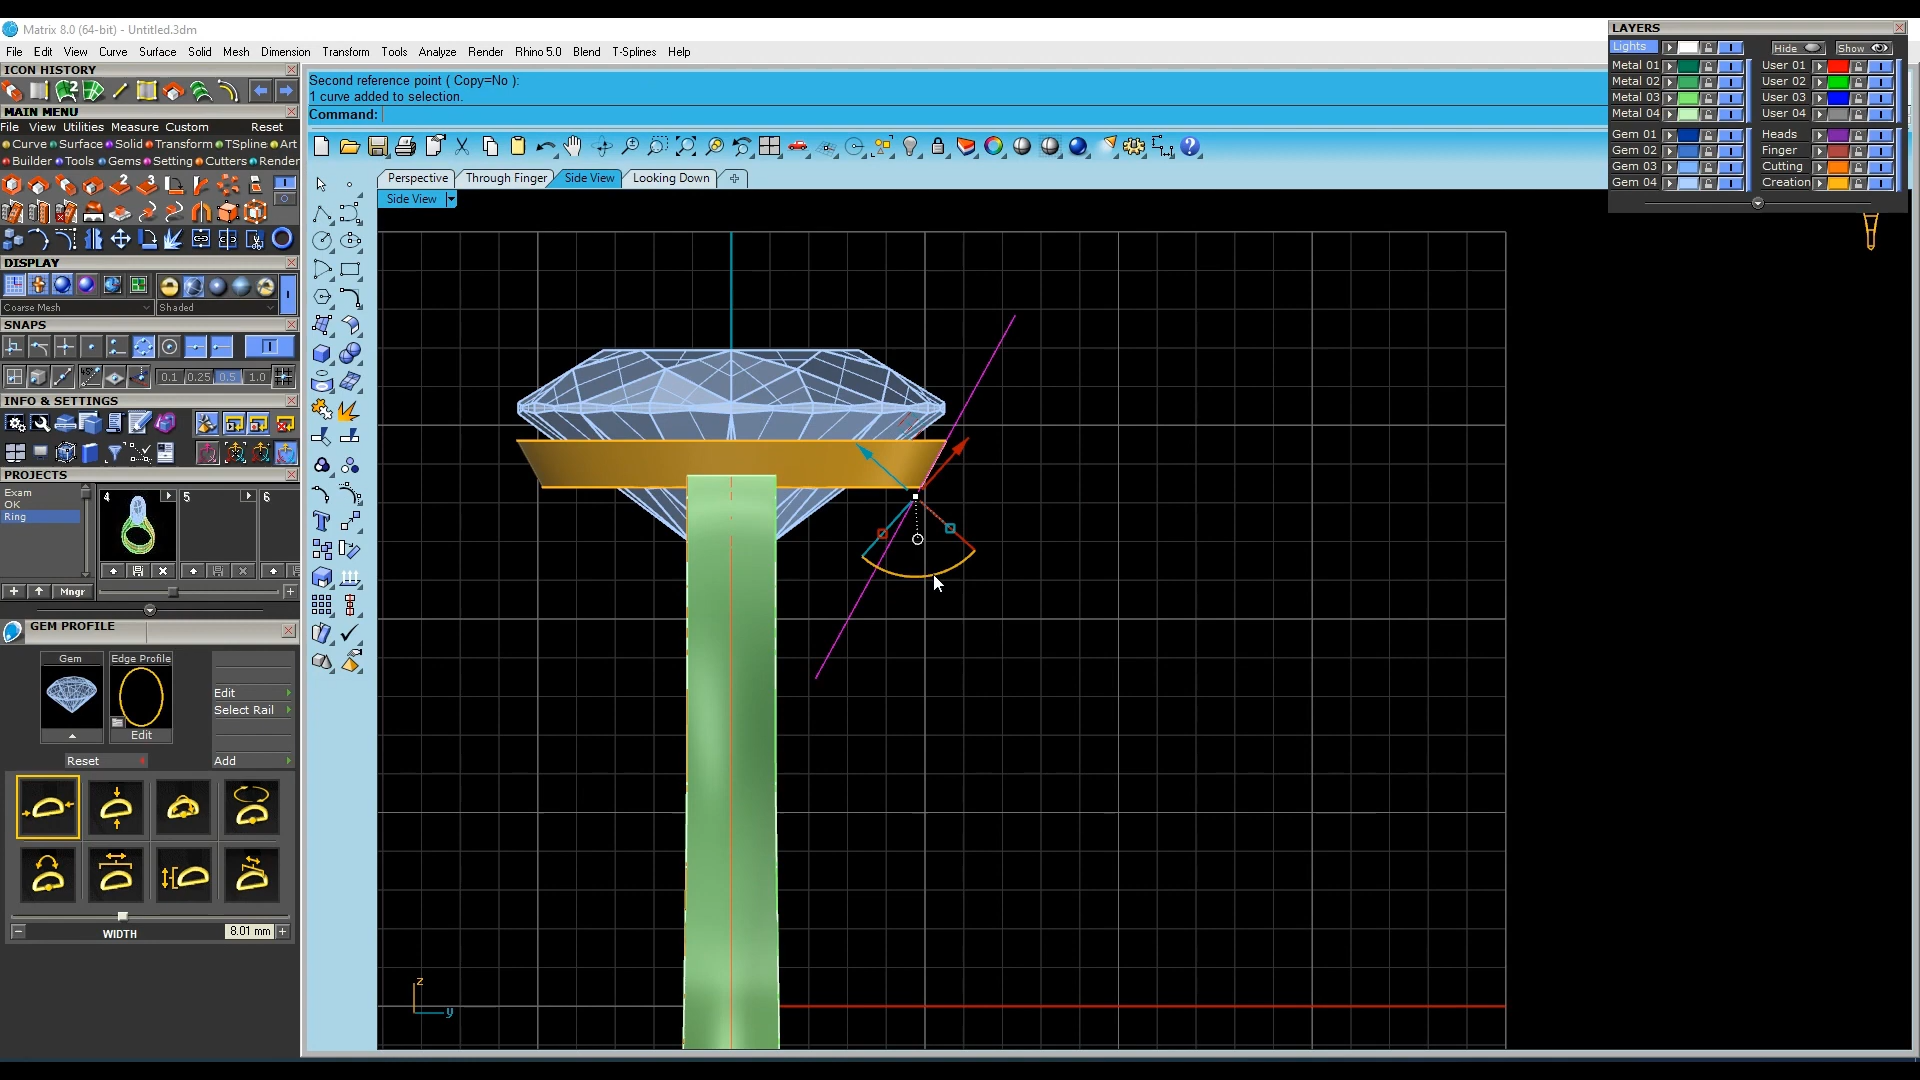 Matrix 8.0 (64-bit) - Untitled.3dm
File Edit View Curve Surface Solid Mesh Dimension Transform Tools Analyze Render Rhino 5.0 Blend T-Splines Help
ICON HISTORY
MAIN MENU
File View Utilities Measure Custom Reset
Curve Surface Solid Transform TSpline Art
Builder Tools Gems Setting Cutters Render
2 3
DISPLAY
Coarse Mesh Shaded
SNAPS
0.1 0.25 0.5 1.0
INFO & SETTINGS
PROJECTS
Exam
OK
Ring
4 5 6
Mngr
GEM PROFILE
Gem Edge Profile
Edit
Select Rail
Edit
Reset Add
WIDTH 8.01 mm
Second reference point ( Copy=No ):
1 curve added to selection.
Command:
Perspective Through Finger Side View Looking Down
Side View
z
y
LAYERS
Lights Hide Show
Metal 01 User 01
Metal 02 User 02
Metal 03 User 03
Metal 04 User 04
Gem 01 Heads
Gem 02 Finger
Gem 03 Cutting
Gem 04 Creation